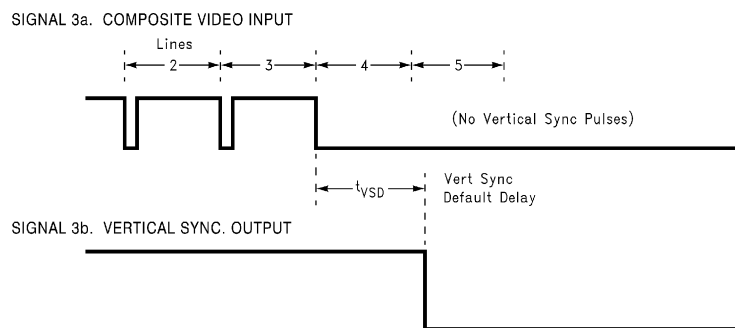 SIGNAL 3a. COMPOSITE VIDEO INPUT
Lines
2 3 4 5
(No Vertical Sync Pulses)
tVSD
Vert Sync
Default Delay
SIGNAL 3b. VERTICAL SYNC. OUTPUT